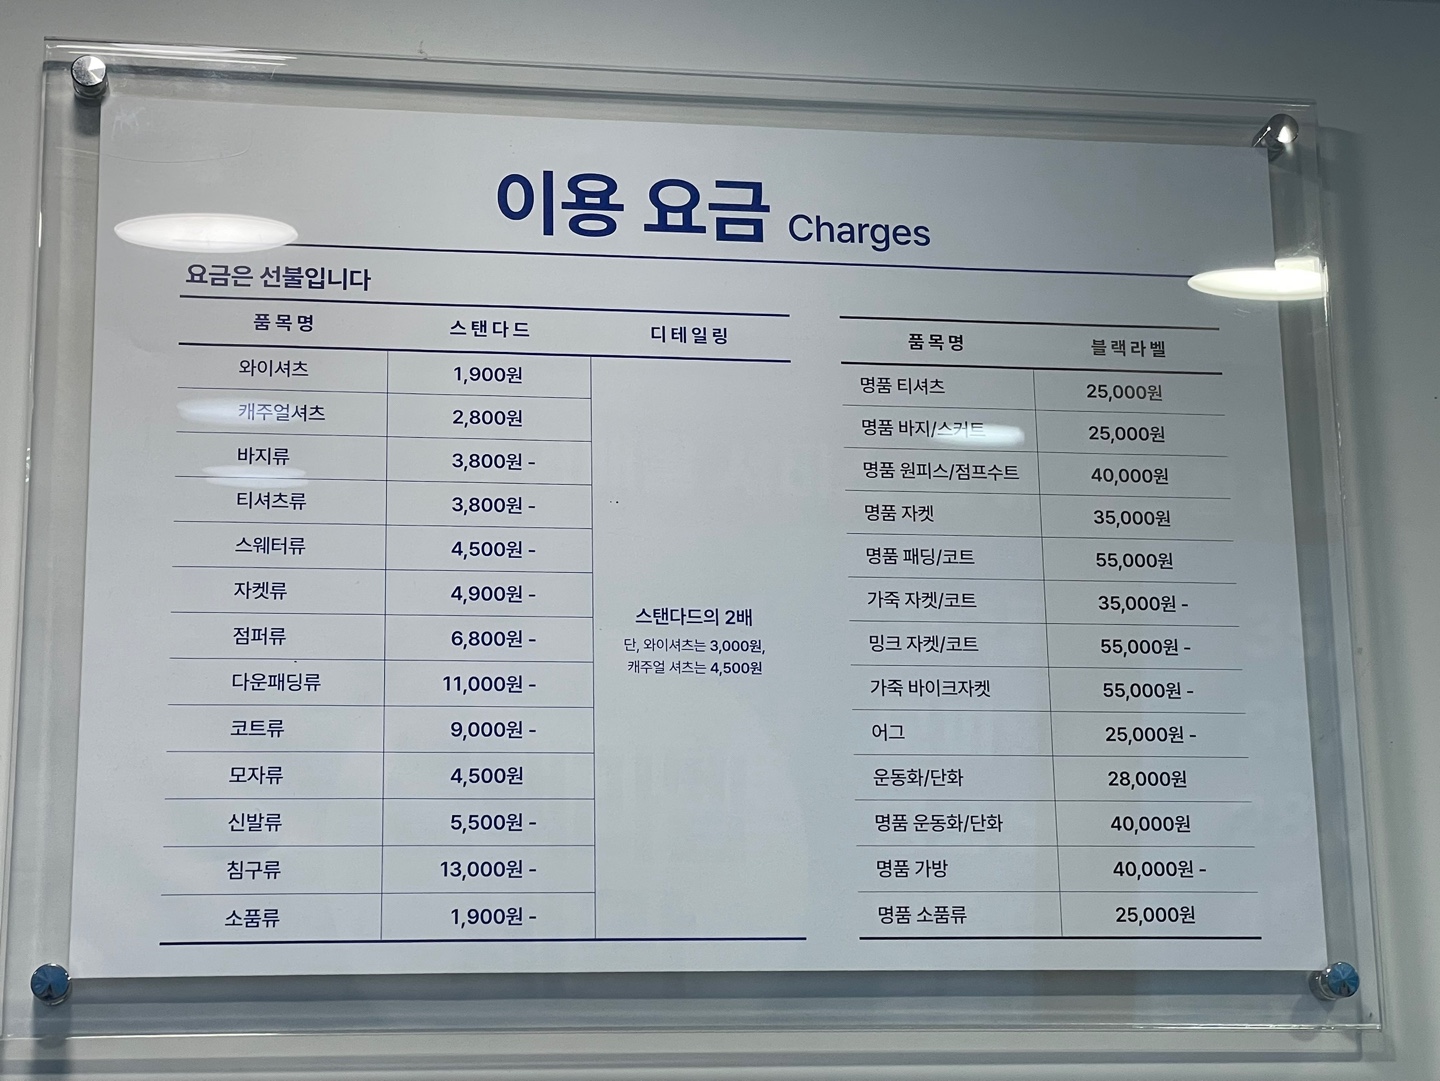 이용 요금 Charges
요금은 선불입니다
품목명 스탠다드 디테일링
와이셔츠 1,900원
캐주얼셔츠 2,800원
바지류 3,800원 -
티셔츠류 3,800원 -
스웨터류 4,500원 -
자켓류 4,900원 -
점퍼류 6,800원 -
다운패딩류 11,000원 -
코트류 9,000원 -
모자류 4,500원
신발류 5,500원 -
침구류 13,000원 -
소품류 1,900원 -
스탠다드의 2배
단, 와이셔츠는 3,000원,
캐주얼 셔츠는 4,500원
품목명 블랙라벨
명품 티셔츠 25,000원
명품 바지/스커트 25,000원
명품 원피스/점프수트 40,000원
명품 자켓 35,000원
명품 패딩/코트 55,000원
가죽 자켓/코트 35,000원 -
밍크 자켓/코트 55,000원 -
가죽 바이크자켓 55,000원 -
어그 25,000원 -
운동화/단화 28,000원
명품 운동화/단화 40,000원
명품 가방 40,000원 -
명품 소품류 25,000원